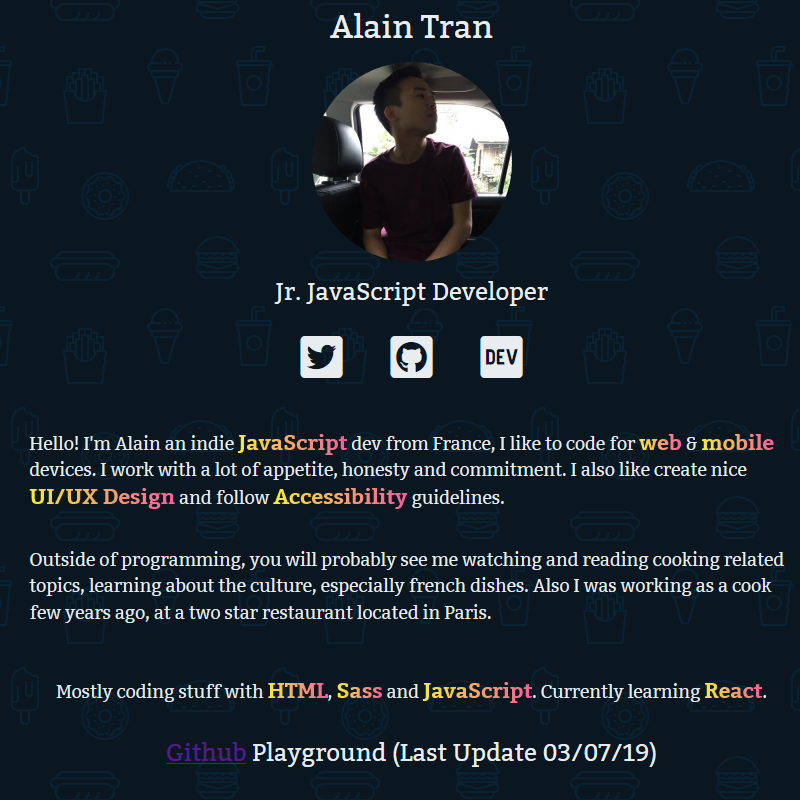 Alain Tran
Jr. JavaScript Developer
DEV
Hello! I'm Alain an indie JavaScript dev from France, I like to code for web & mobile
devices. I work with a lot of appetite, honesty and commitment. I also like create nice
UI/UX Design and follow Accessibility guidelines.
Outside of programming, you will probably see me watching and reading cooking related
topics, learning about the culture, especially french dishes. Also I was working as a cook
few years ago, at a two star restaurant located in Paris.
Mostly coding stuff with HTML, Sass and JavaScript. Currently learning React.
Github Playground (Last Update 03/07/19)